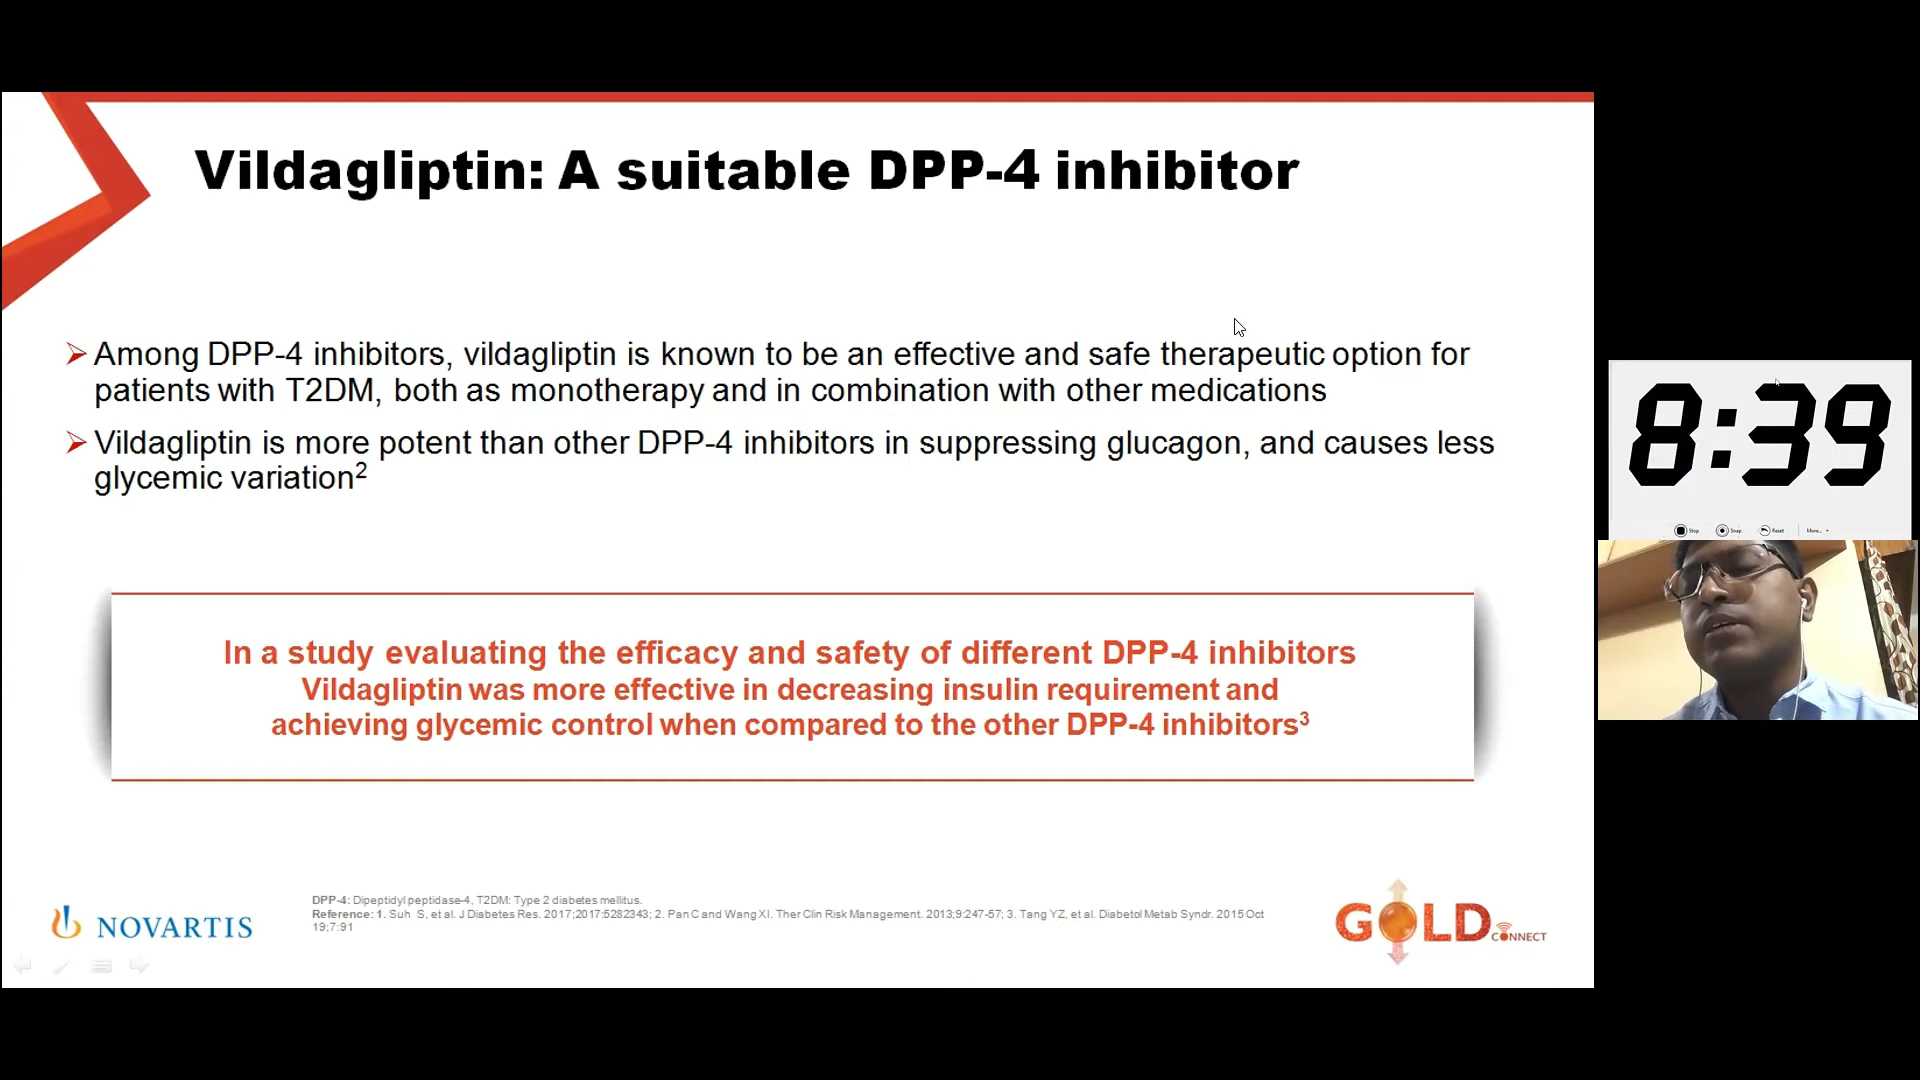 Vildagliptin: A suitable DPP-4 inhibitor
Among DPP-4 inhibitors, vildagliptin is known to be an effective and safe therapeutic option for
patients with T2DM, both as monotherapy and in combination with other medications
Vildagliptin is more potent than other DPP-4 inhibitors in suppressing glucagon, and causes less
glycemic variation2
In a study evaluating the efficacy and safety of different DPP-4 inhibitors
Vildagliptin was more effective in decreasing insulin requirement and
achieving glycemic control when compared to the other DPP-4 inhibitors3
DPP-4: Dipeptidyl peptidase-4, T2DM: Type 2 diabetes mellitus.
Reference: 1. Suh S, et al. J Diabetes Res. 2017;2017:5282343; 2. Pan C and Wang XI. Ther Clin Risk Management. 2013;9:247-57; 3. Tang YZ, et al. Diabetol Metab Syndr. 2015 Oct
19;7:91
NOVARTIS
GOLD CONNECT
8:39
Stop Snap Reset More...